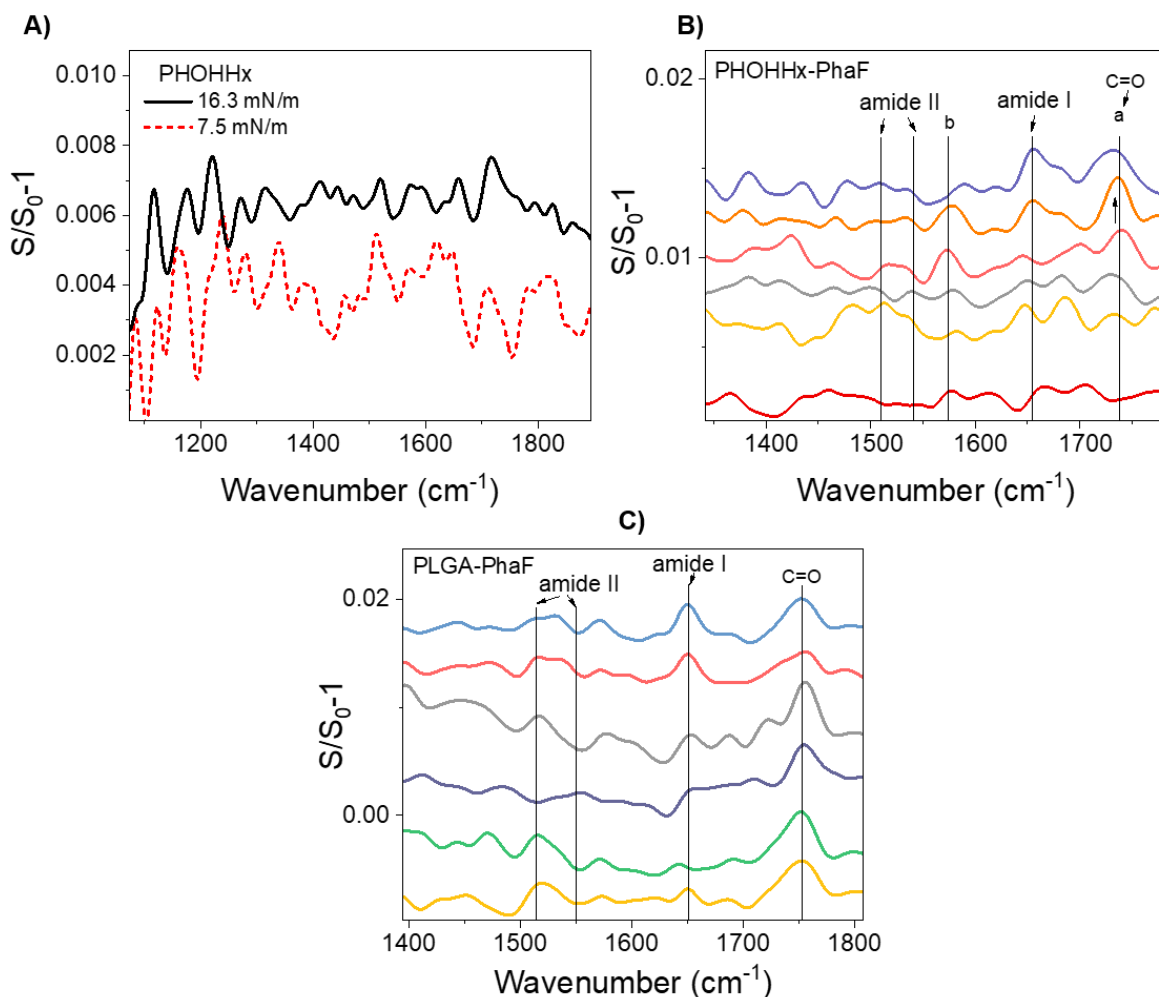 A)
PHOHHx
16.3 mN/m
7.5 mN/m
0.010
0.008
0.006
0.004
0.002
S/S0-1
1200 1400 1600 1800
Wavenumber (cm-1)
B)
PHOHHx-PhaF
amide II
b
amide I
C=O
a
0.02
0.01
S/S0-1
1400 1500 1600 1700
Wavenumber (cm-1)
C)
PLGA-PhaF
amide II
amide I
C=O
0.02
0.00
S/S0-1
1400 1500 1600 1700 1800
Wavenumber (cm-1)